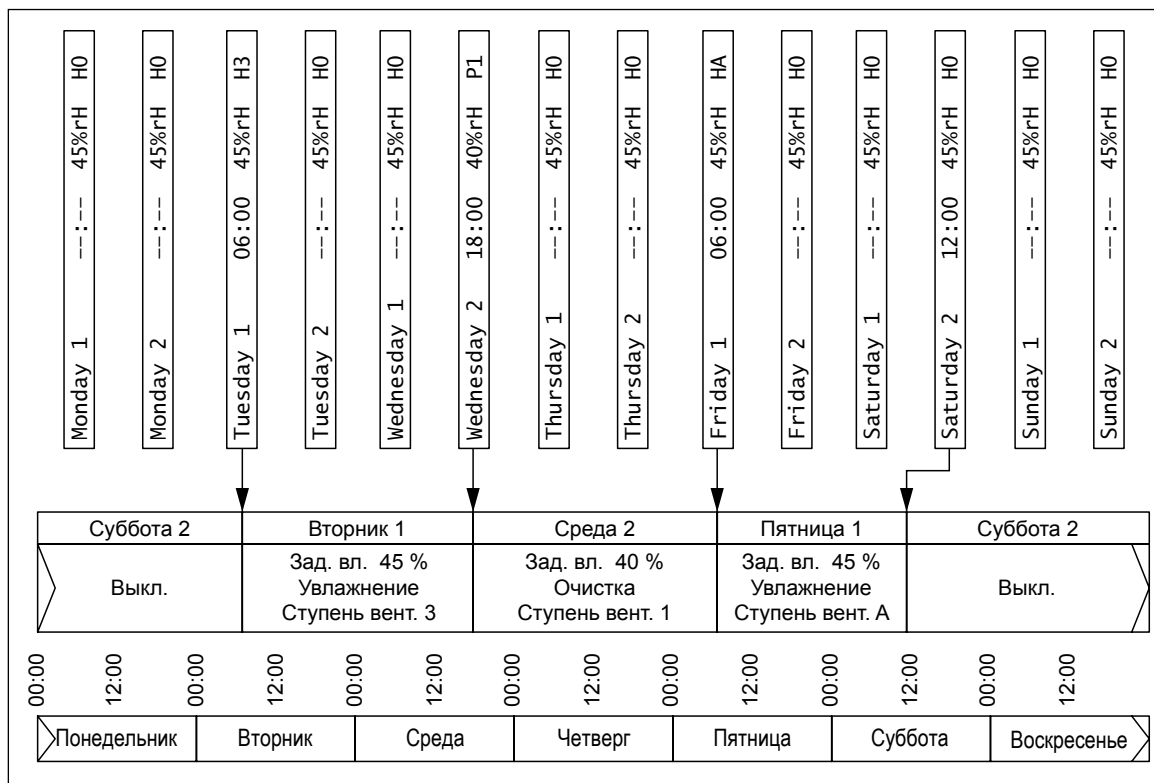 Monday 1 --:-- 45%rH H0
Monday 2 --:-- 45%rH H0
Tuesday 1 06:00 45%rH H3
Tuesday 2 --:-- 45%rH H0
Wednesday 1 --:-- 45%rH H0
Wednesday 2 18:00 40%rH P1
Thursday 1 --:-- 45%rH H0
Thursday 2 --:-- 45%rH H0
Friday 1 06:00 45%rH HA
Friday 2 --:-- 45%rH H0
Saturday 1 --:-- 45%rH H0
Saturday 2 12:00 45%rH H0
Sunday 1 --:-- 45%rH H0
Sunday 2 --:-- 45%rH H0
Суббота 2 Вторник 1 Среда 2 Пятница 1 Суббота 2
Выкл.
Зад. вл. 45 %
Увлажнение
Ступень вент. 3
Зад. вл. 40 %
Очистка
Ступень вент. 1
Зад. вл. 45 %
Увлажнение
Ступень вент. A
Выкл.
00:00 12:00 00:00 12:00 00:00 12:00 00:00 12:00 00:00 12:00 00:00 12:00 00:00 12:00
Понедельник Вторник Среда Четверг Пятница Суббота Воскресенье